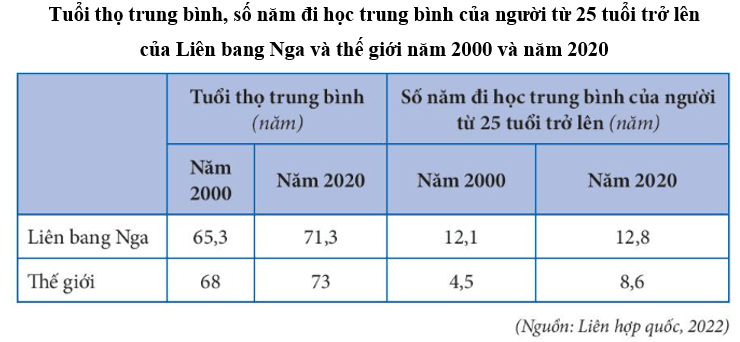 Tuổi thọ trung bình, số năm đi học trung bình của người từ 25 tuổi trở lên
của Liên bang Nga và thế giới năm 2000 và năm 2020
Tuổi thọ trung bình
(năm)
Số năm đi học trung bình của người
từ 25 tuổi trở lên (năm)
Năm
2000
Năm 2020
Năm 2000
Năm 2020
Liên bang Nga 65,3 71,3 12,1 12,8
Thế giới 68 73 4,5 8,6
(Nguồn: Liên hợp quốc, 2022)